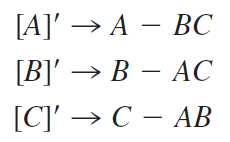 [A]' → A − BC
[B]' → B − AC
[C]' → C − AB